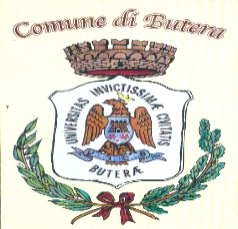 Comune di Butera
UNIVERSITAS INVICTISSIMÆ CIVITATIS
BUTERÆ